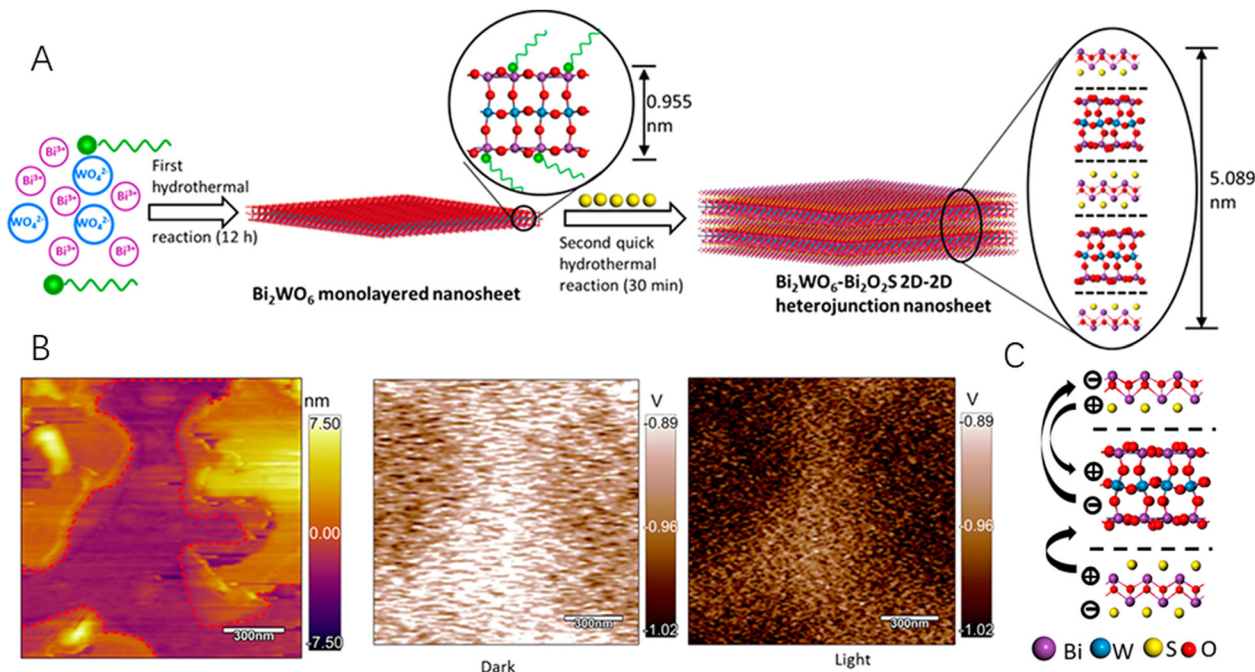 A
Bi³⁺
WO₄²⁻
Bi³⁺
Bi³⁺
Bi³⁺
WO₄²⁻
WO₄²⁻
Bi³⁺
Bi³⁺
First
hydrothermal
reaction (12 h)
0.955
nm
Bi₂WO₆ monolayered nanosheet
Second quick
hydrothermal
reaction (30 min)
Bi₂WO₆-Bi₂O₂S 2D-2D
heterojunction nanosheet
5.089
nm
B
nm
7.50
0.00
-7.50
300nm
V
-0.89
-0.96
-1.02
300nm
Dark
V
-0.89
-0.96
-1.02
300nm
Light
C
Bi W S O